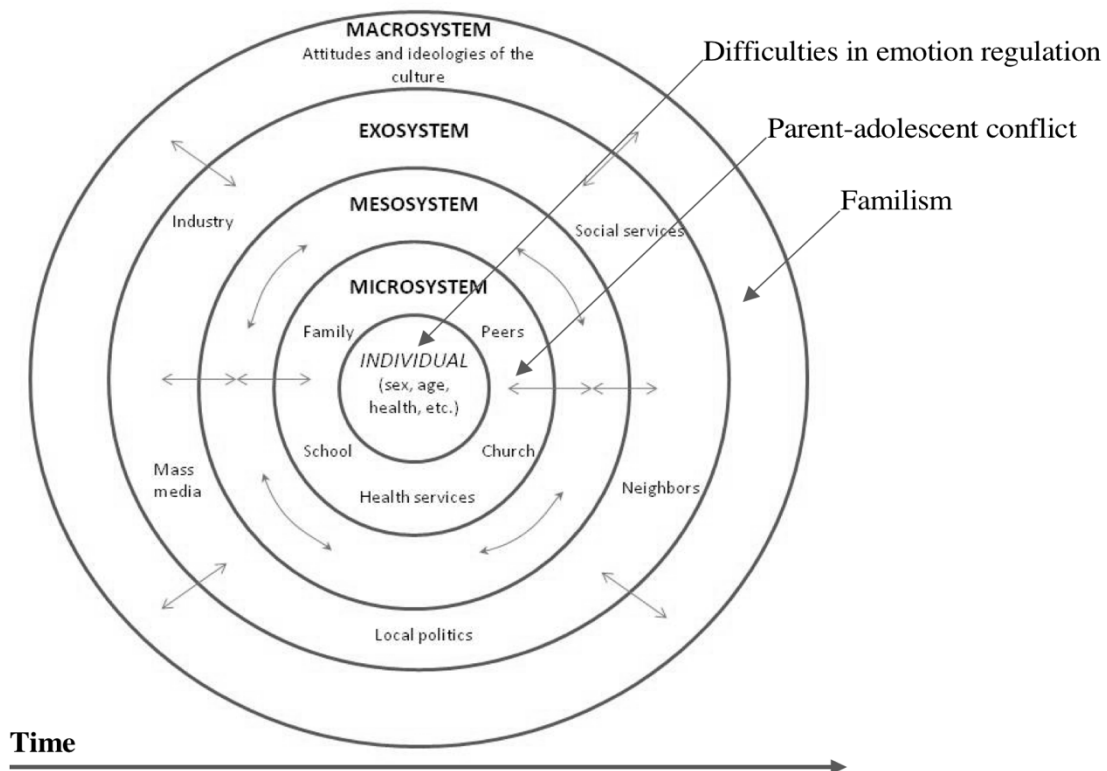 MACROSYSTEM
Attitudes and ideologies of the
culture
Difficulties in emotion regulation
Parent-adolescent conflict
Familism
EXOSYSTEM
Industry
Social services
MESOSYSTEM
MICROSYSTEM
Family
Peers
INDIVIDUAL
(sex, age,
health, etc.)
School
Church
Health services
Mass
media
Neighbors
Local politics
Time